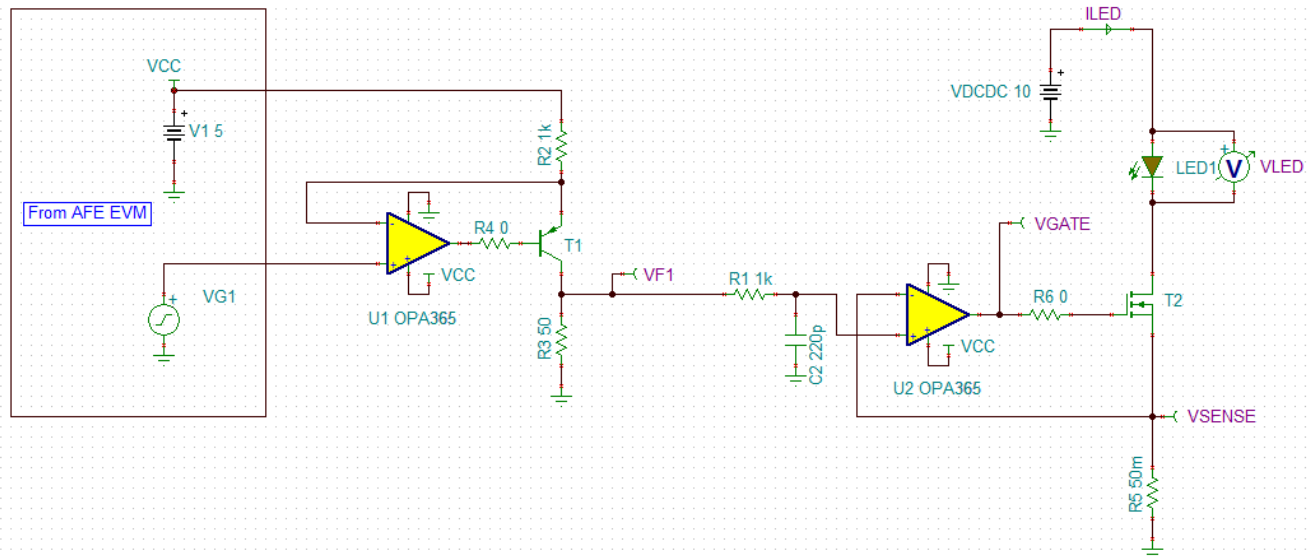 ILED
VCC
VDCDC 10
V1 5
R2 1k
LED1
V
VLED
From AFE EVM
R4 0
T1
VGATE
VCC
VF1
R1 1k
VG1
U1 OPA365
R3 50
C2 220p
R6 0
T2
VCC
U2 OPA365
VSENSE
R5 50m